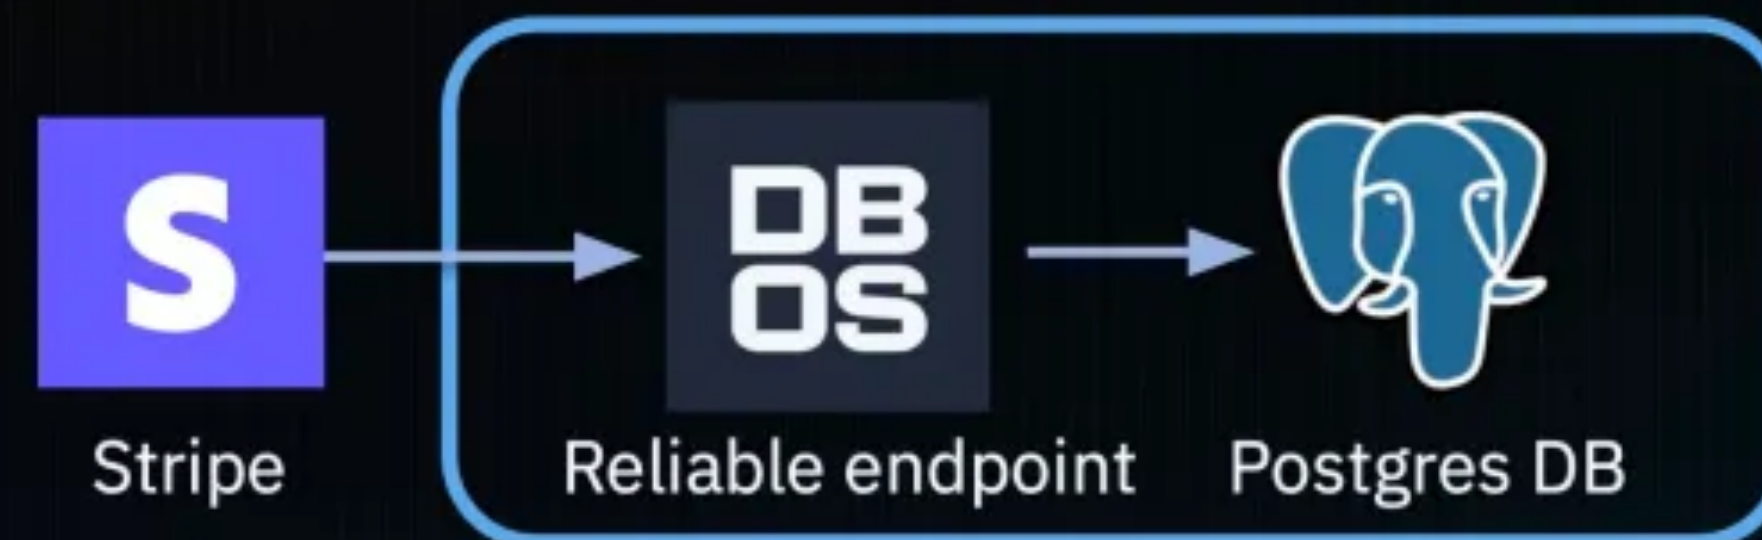 S
DB
OS
Stripe
Reliable endpoint
Postgres DB